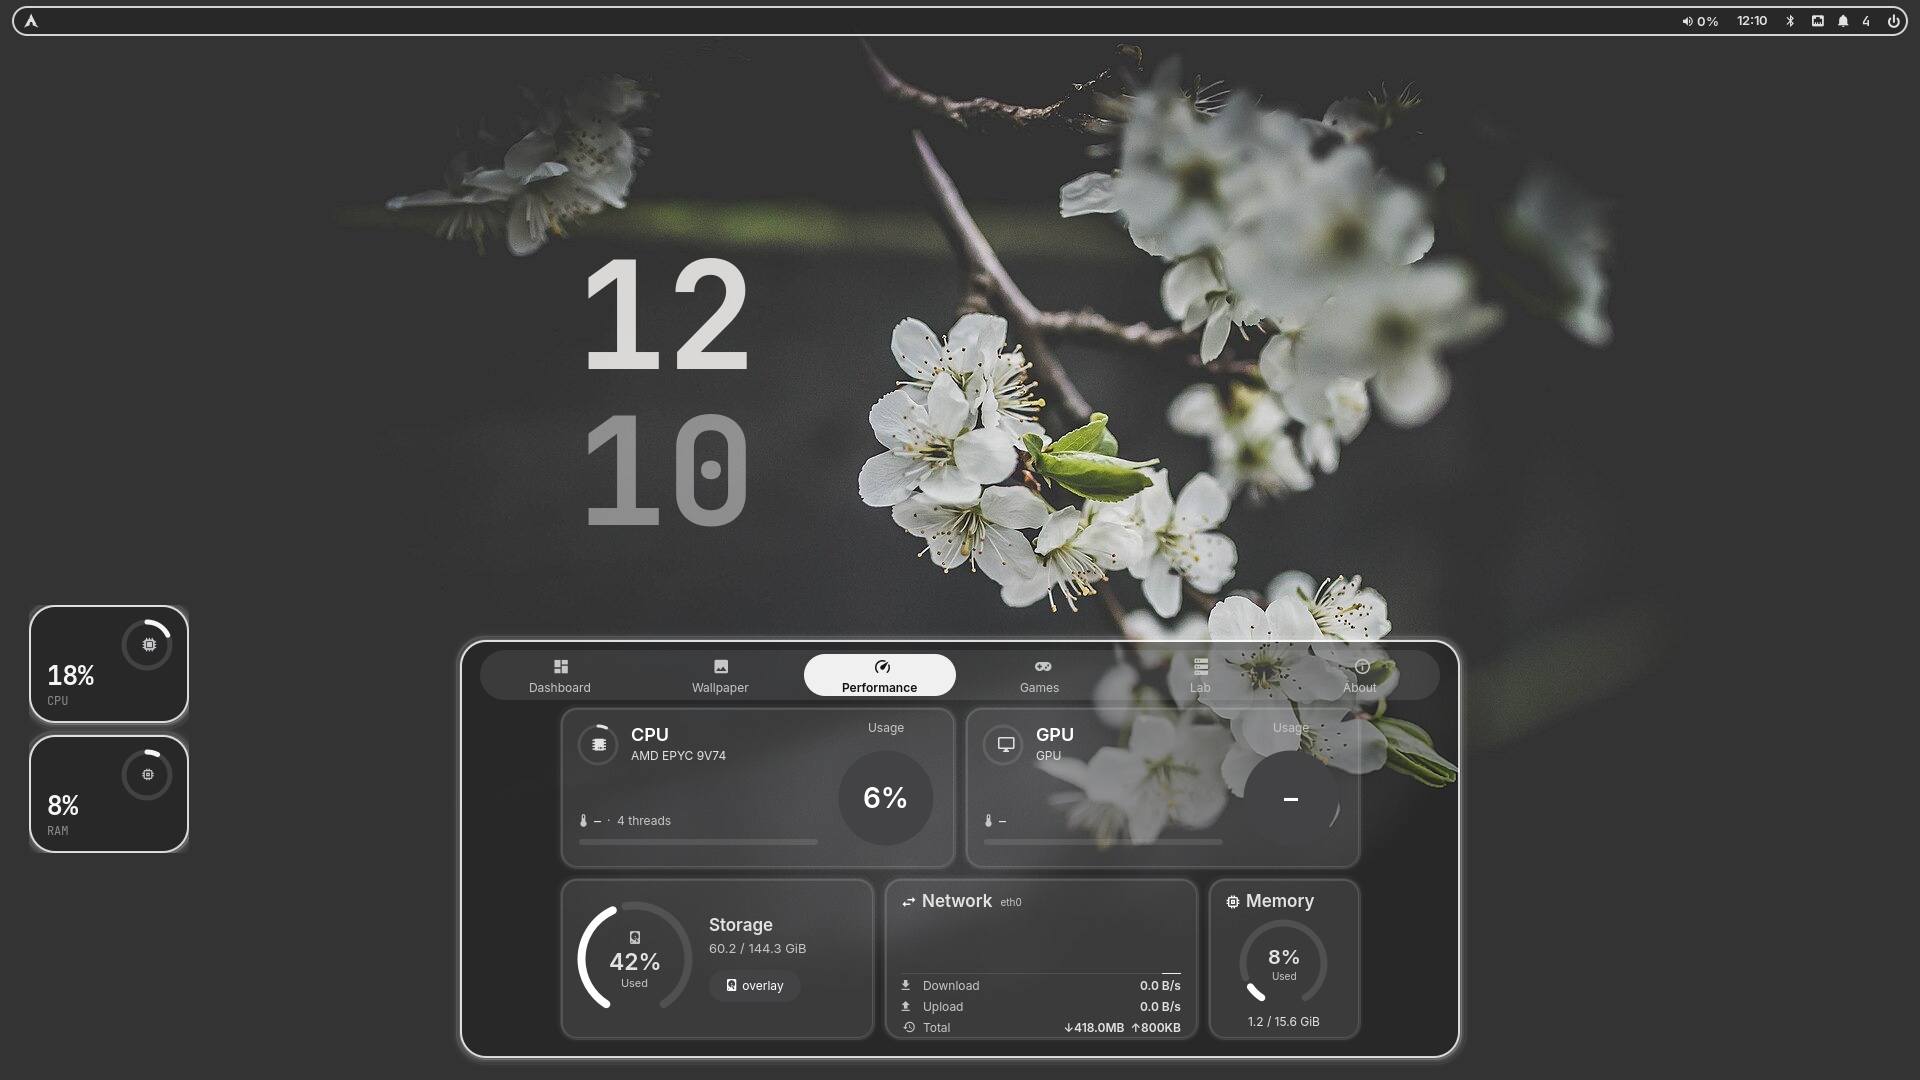 0%
12:10
4
12
10
18%
CPU
8%
RAM
Dashboard
Wallpaper
Performance
Games
Lab
About
CPU
AMD EPYC 9V74
Usage
6%
– · 4 threads
GPU
GPU
Usage
–
–
42%
Used
Storage
60.2 / 144.3 GiB
overlay
Network eth0
Download 0.0 B/s
Upload 0.0 B/s
Total ↓418.0MB ↑800KB
Memory
8%
Used
1.2 / 15.6 GiB